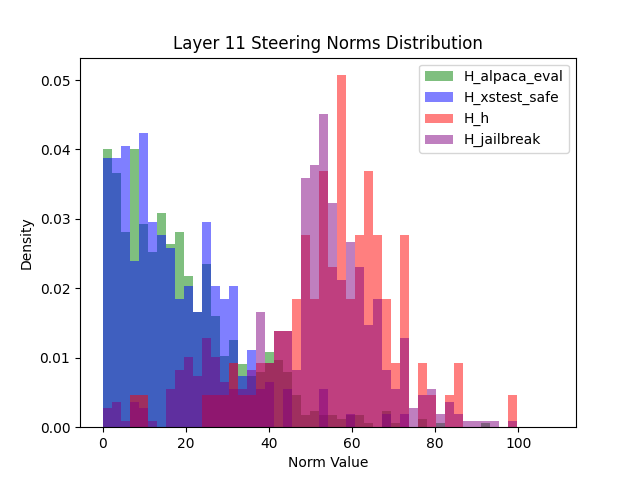 Layer 11 Steering Norms Distribution
H_alpaca_eval
H_xstest_safe
H_h
H_jailbreak
0.05
0.04
0.03
0.02
0.01
0.00
Density
0
20
40
60
80
100
Norm Value